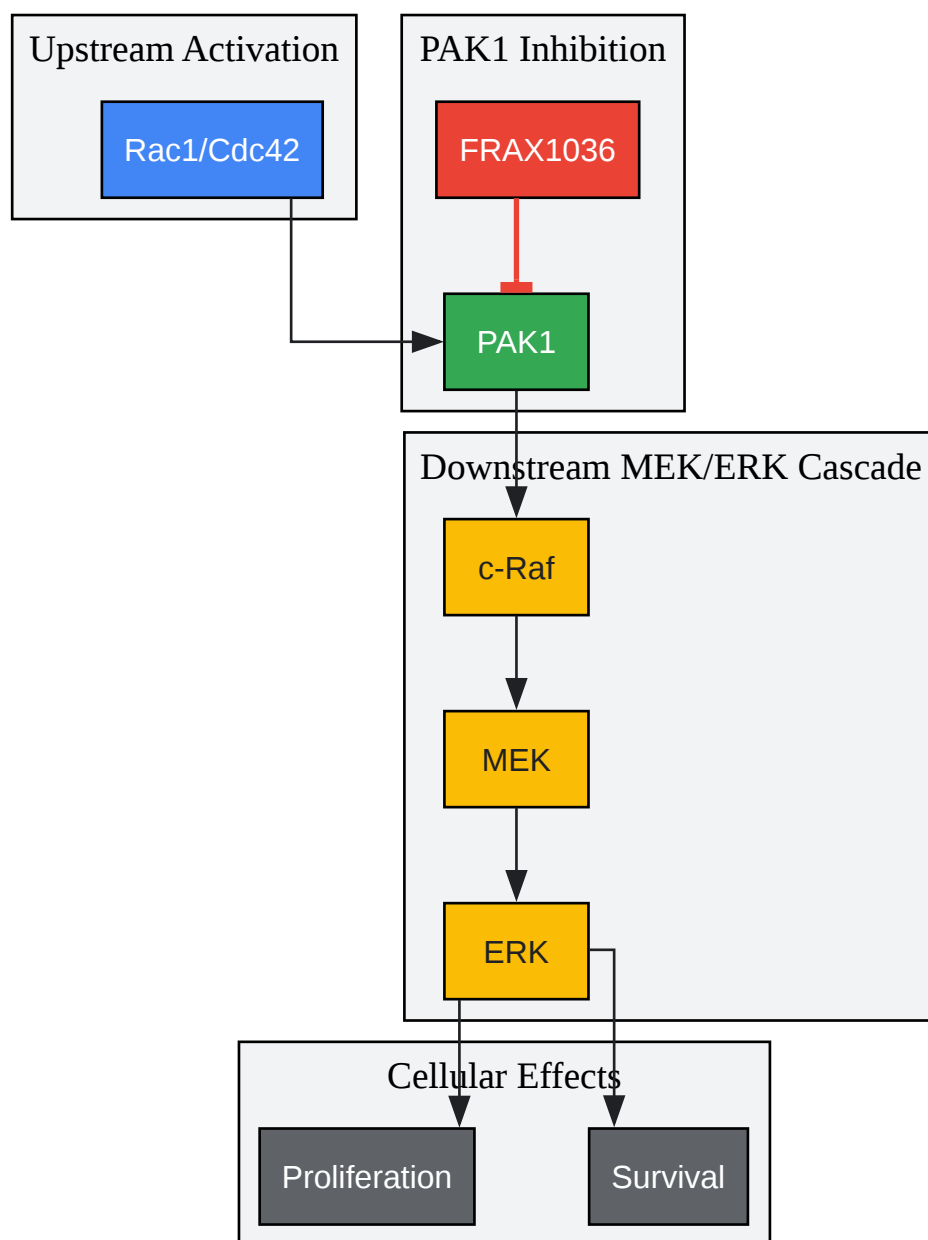 Upstream Activation
PAK1 Inhibition
Rac1/Cdc42
FRAX1036
PAK1
Downstream MEK/ERK Cascade
c-Raf
MEK
ERK
Cellular Effects
Proliferation
Survival